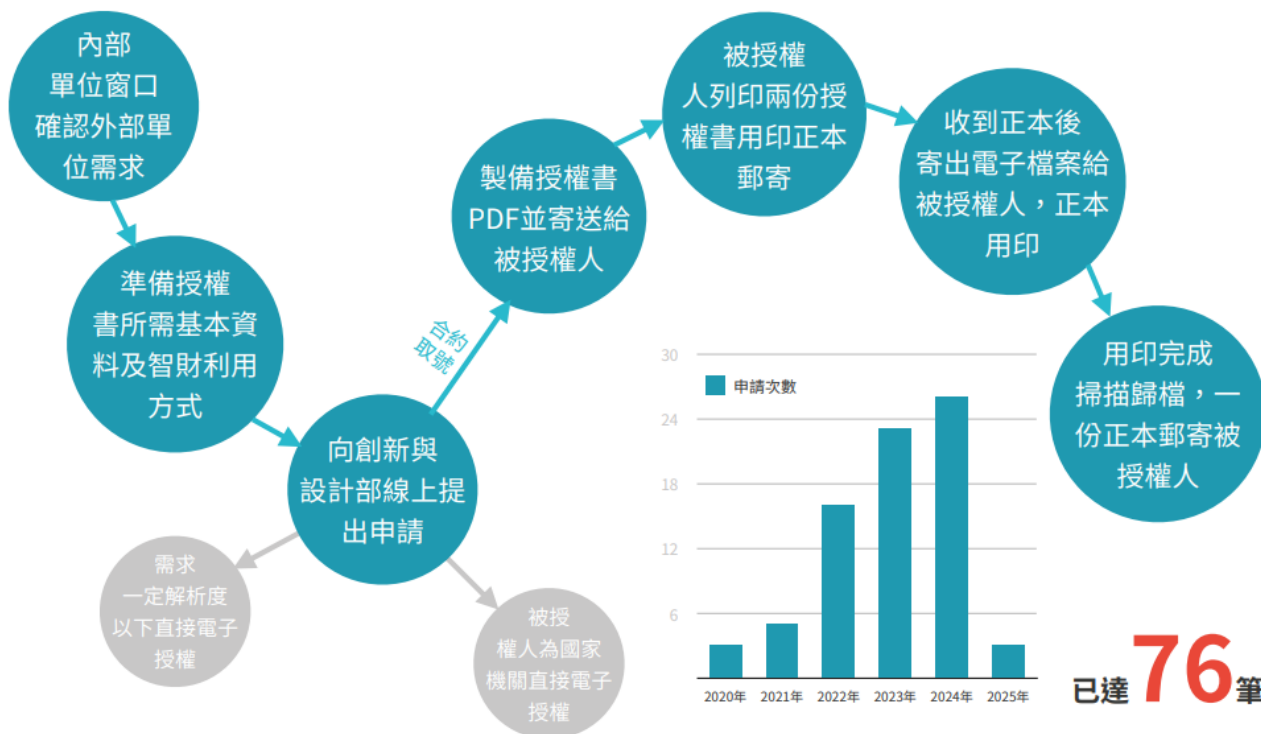 內部
單位窗口
確認外部單
位需求
準備授權
書所需基本資
料及智財利用
方式
向創新與
設計部線上提
出申請
需求
一定解析度
以下直接電子
授權
被授
權人為國家
機關直接電子
授權
合約
取號
製備授權書
PDF並寄送給
被授權人
被授權
人列印兩份授
權書用印正本
郵寄
收到正本後
寄出電子檔案給
被授權人，正本
用印
用印完成
掃描歸檔，一
份正本郵寄被
授權人
申請次數
30
24
18
12
6
2020年 2021年 2022年 2023年 2024年 2025年
已達76筆